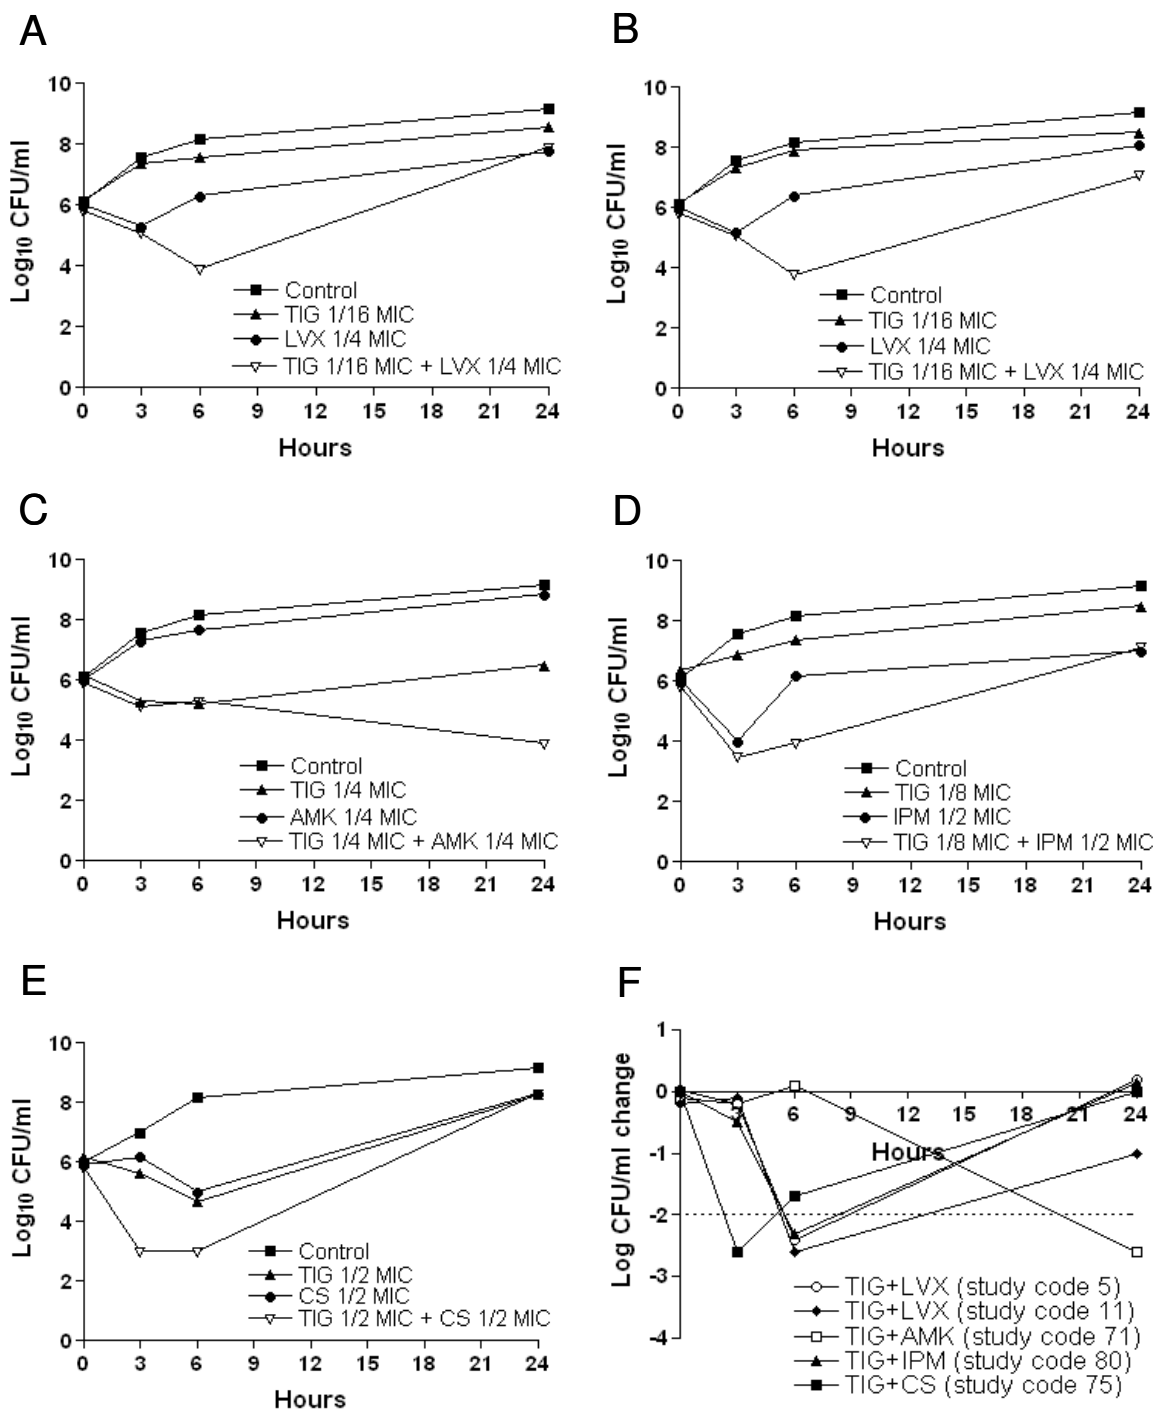 A
10
8
6
4
2
0
Log10 CFU/ml
Control
TIG 1/16 MIC
LVX 1/4 MIC
TIG 1/16 MIC + LVX 1/4 MIC
0 3 6 9 12 15 18 21 24
Hours
B
10
8
6
4
2
0
Log10 CFU/ml
Control
TIG 1/16 MIC
LVX 1/4 MIC
TIG 1/16 MIC + LVX 1/4 MIC
0 3 6 9 12 15 18 21 24
Hours
C
10
8
6
4
2
0
Log10 CFU/ml
Control
TIG 1/4 MIC
AMK 1/4 MIC
TIG 1/4 MIC + AMK 1/4 MIC
0 3 6 9 12 15 18 21 24
Hours
D
10
8
6
4
2
0
Log10 CFU/ml
Control
TIG 1/8 MIC
IPM 1/2 MIC
TIG 1/8 MIC + IPM 1/2 MIC
0 3 6 9 12 15 18 21 24
Hours
E
10
8
6
4
2
0
Log10 CFU/ml
Control
TIG 1/2 MIC
CS 1/2 MIC
TIG 1/2 MIC + CS 1/2 MIC
0 3 6 9 12 15 18 21 24
Hours
F
1
0
-1
-2
-3
-4
Log CFU/ml change
3 6 9 12 15 18 21 24
Hours
TIG+LVX (study code 5)
TIG+LVX (study code 11)
TIG+AMK (study code 71)
TIG+IPM (study code 80)
TIG+CS (study code 75)